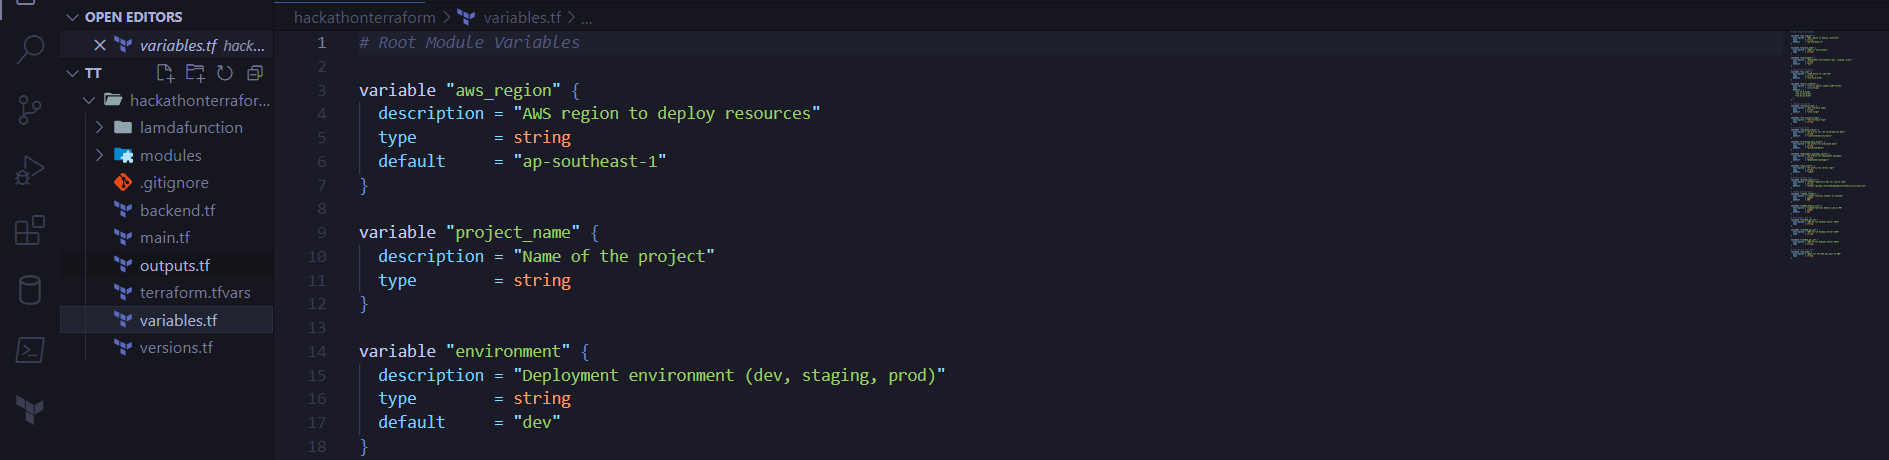 OPEN EDITORS
variables.tf hack...
TT
hackathonterrafor...
lamdafunction
modules
.gitignore
backend.tf
main.tf
outputs.tf
terraform.tfvars
variables.tf
versions.tf
hackathonterraform > variables.tf > ...
1 # Root Module Variables
2
3 variable "aws_region" {
4 description = "AWS region to deploy resources"
5 type = string
6 default = "ap-southeast-1"
7 }
8
9 variable "project_name" {
10 description = "Name of the project"
11 type = string
12 }
13
14 variable "environment" {
15 description = "Deployment environment (dev, staging, prod)"
16 type = string
17 default = "dev"
18 }